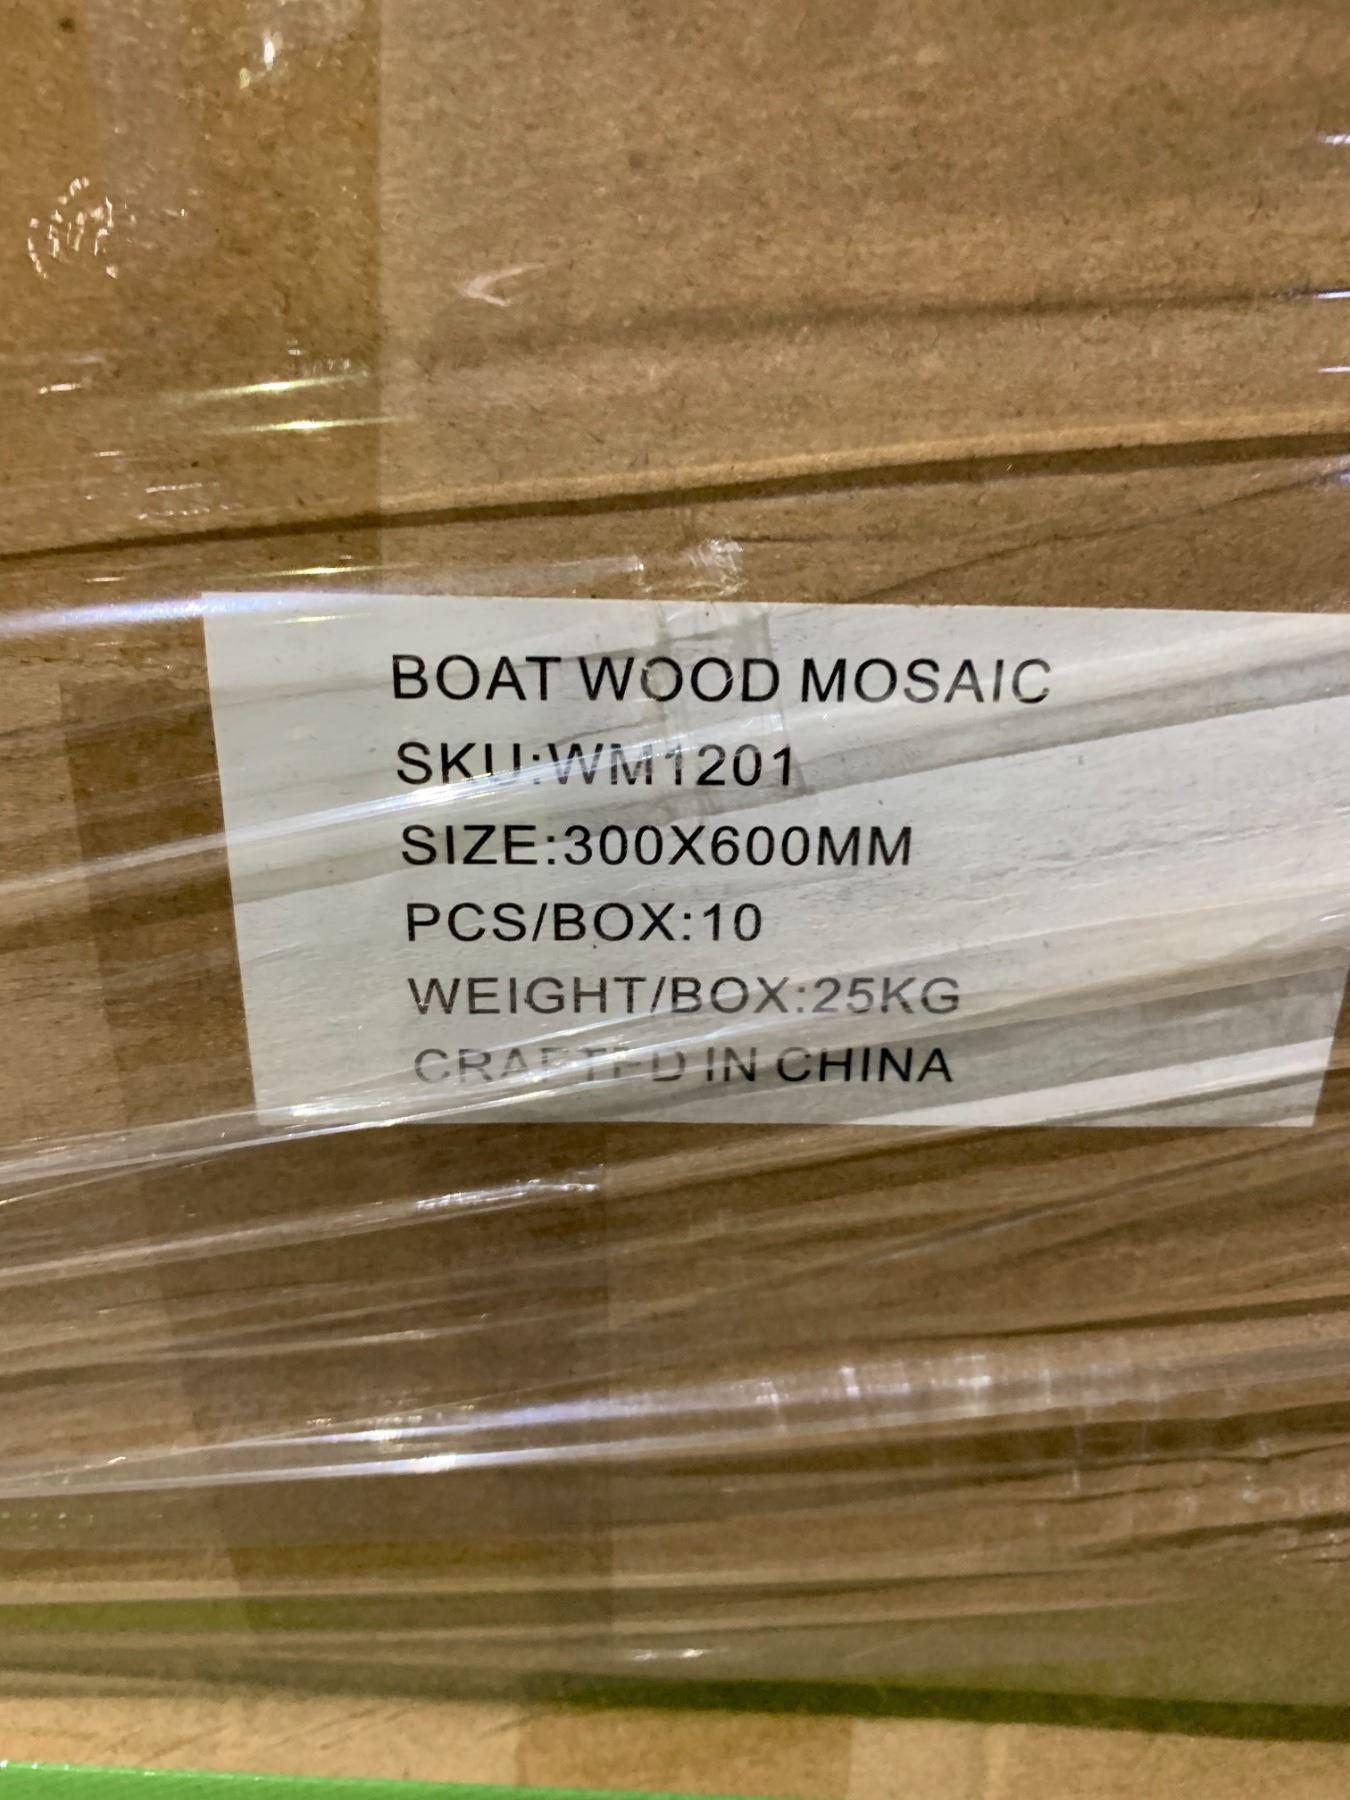 BOAT WOOD MOSAIC
SKU:WM1201
SIZE:300X600MM
PCS/BOX:10
WEIGHT/BOX:25KG
CRAFTED IN CHINA